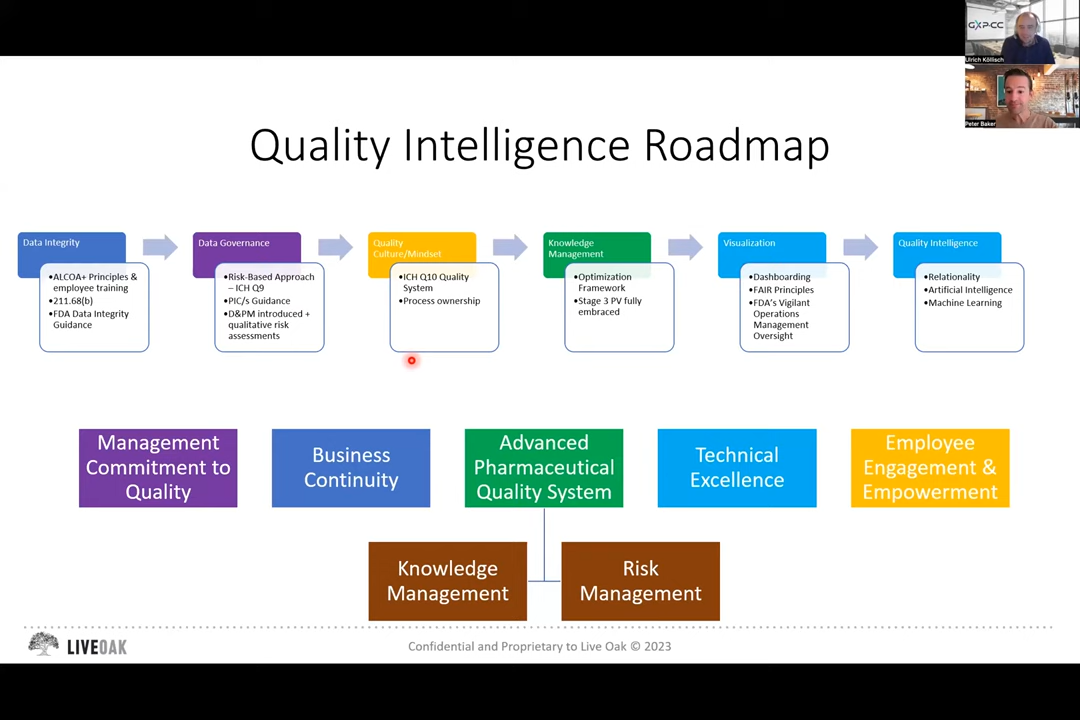 GXP-CC
Ulrich Köllisch
Peter Baker
Quality Intelligence Roadmap
Data Integrity
•ALCOA+ Principles &
employee training
•211.68(b)
•FDA Data Integrity
Guidance
Data Governance
•Risk-Based Approach
– ICH Q9
•PIC/s Guidance
•D&PM introduced +
qualitative risk
assessments
Quality
Culture/Mindset
•ICH Q10 Quality
System
•Process ownership
Knowledge
Management
•Optimization
Framework
•Stage 3 PV fully
embraced
Visualization
•Dashboarding
•FAIR Principles
•FDA's Vigilant
Operations
Management
Oversight
Quality Intelligence
•Relationality
•Artificial Intelligence
•Machine Learning
Management
Commitment to
Quality
Business
Continuity
Advanced
Pharmaceutical
Quality System
Technical
Excellence
Employee
Engagement &
Empowerment
Knowledge
Management
Risk
Management
LIVEOAK
Confidential and Proprietary to Live Oak © 2023